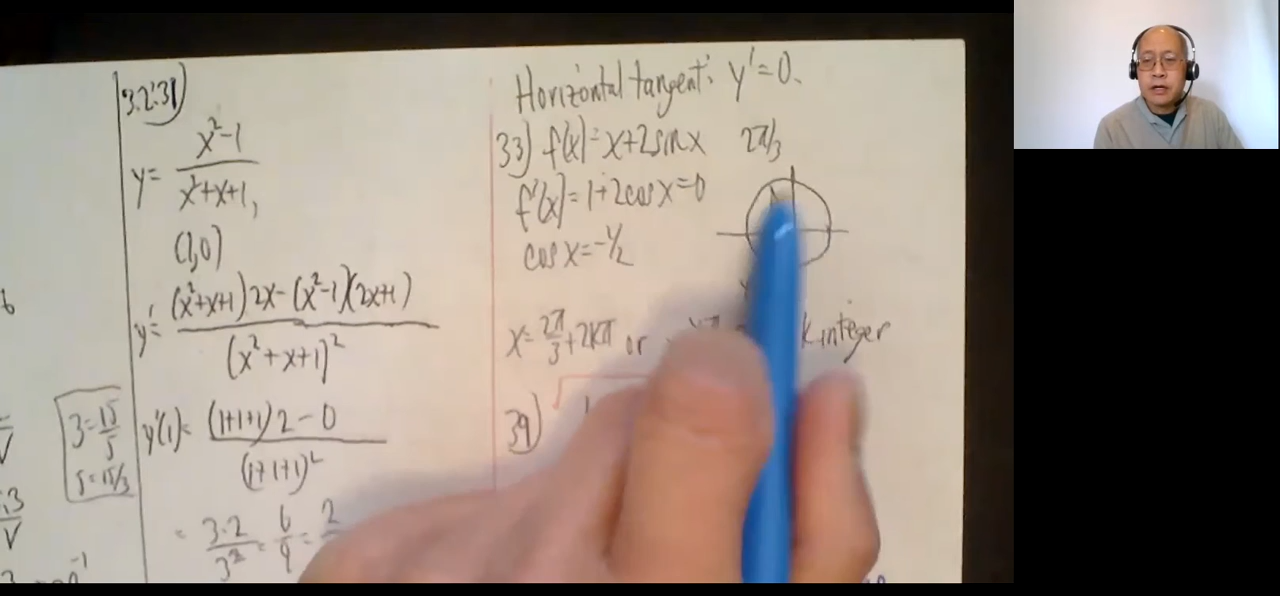 3.2:31)
y = x²-1 / x²+x+1,
(1,0)
y' = (x²+x+1)2x-(x²-1)(2x+1) / (x²+x+1)²
y'(1) = (1+1+1)2-0 / (1+1+1)²
= 3·2 / 3² = 6/9 = 2
3 = 15/5
5 = 15/3
Horizontal tangent: y'=0.
33) f(x)=x+2sinx 2π/3
f'(x)=1+2cosx=0
cosx=-1/2
x= 2π/3 +2kπ or k integer
39)